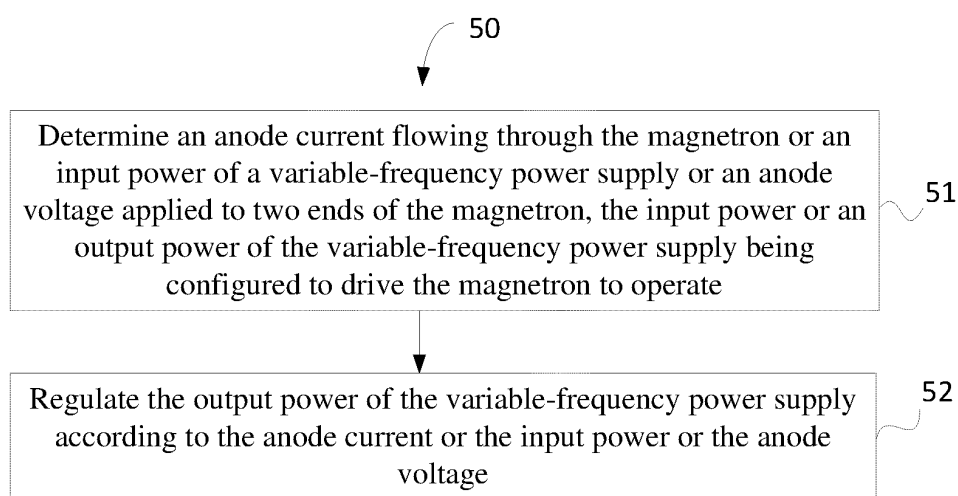 50
Determine an anode current flowing through the magnetron or an
input power of a variable-frequency power supply or an anode
voltage applied to two ends of the magnetron, the input power or an
output power of the variable-frequency power supply being
configured to drive the magnetron to operate
51
Regulate the output power of the variable-frequency power supply
according to the anode current or the input power or the anode
voltage
52